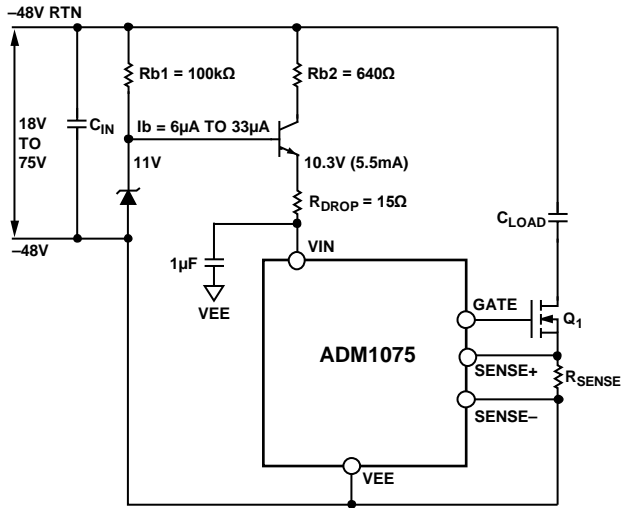 –48V RTN
Rb1 = 100kΩ
Rb2 = 640Ω
18V
TO
75V
CIN
Ib = 6µA TO 33µA
11V
10.3V (5.5mA)
RDROP = 15Ω
CLOAD
–48V
1µF
VEE
VIN
GATE
Q1
ADM1075
SENSE+
RSENSE
SENSE–
VEE